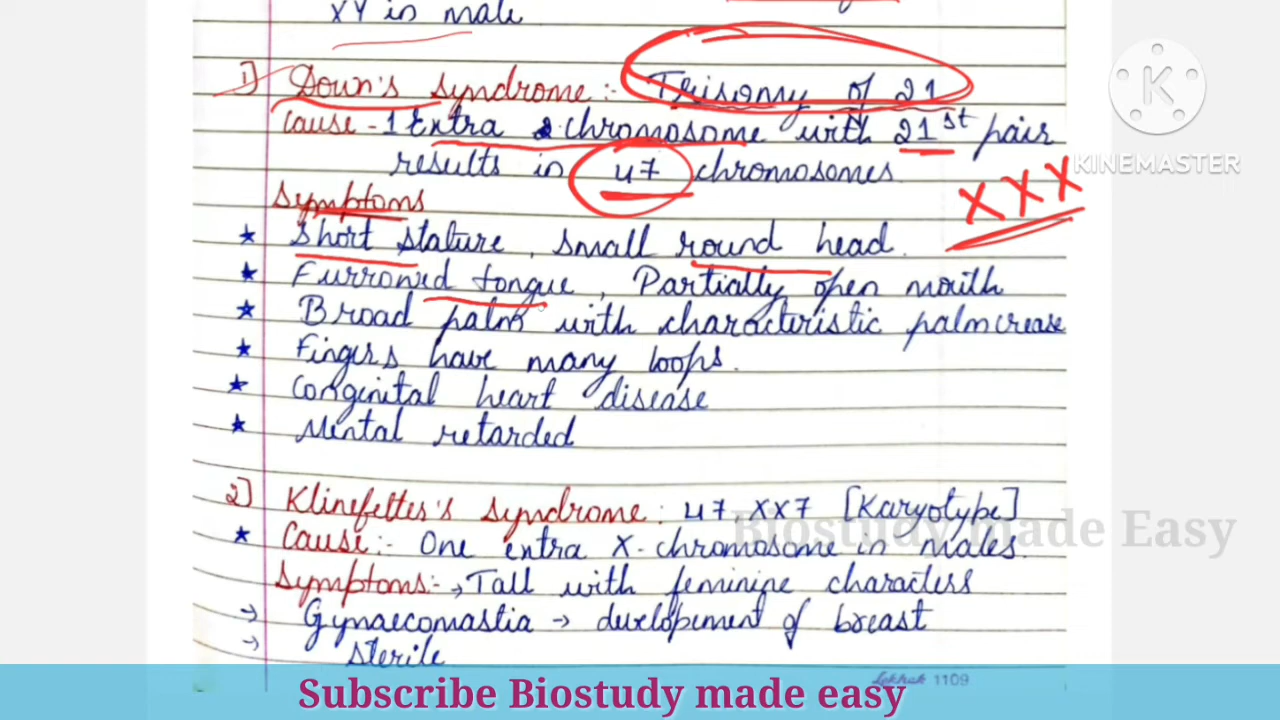 XY in male
1) Down's syndrome :- Trisomy of 21
Cause - 1 Extra chromosome with 21st pair
results in 47 chromosomes.
XXX
K
KINEMASTER
Symptoms
★ Short stature, small round head.
★ Furrowed tongue, Partially open mouth
★ Broad palm with characteristic palm crease
★ Fingers have many loops.
★ Congenital heart disease
★ Mental retarded
2] Klinefelter's syndrome : 47, XXY [Karyotype]
Biostudy made Easy
★ Cause :- One extra X-chromosome in males.
Symptoms :- → Tall with feminine characters
→ Gynaecomastia → development of breast
→ Sterile
Lekhak 1109
Subscribe Biostudy made easy